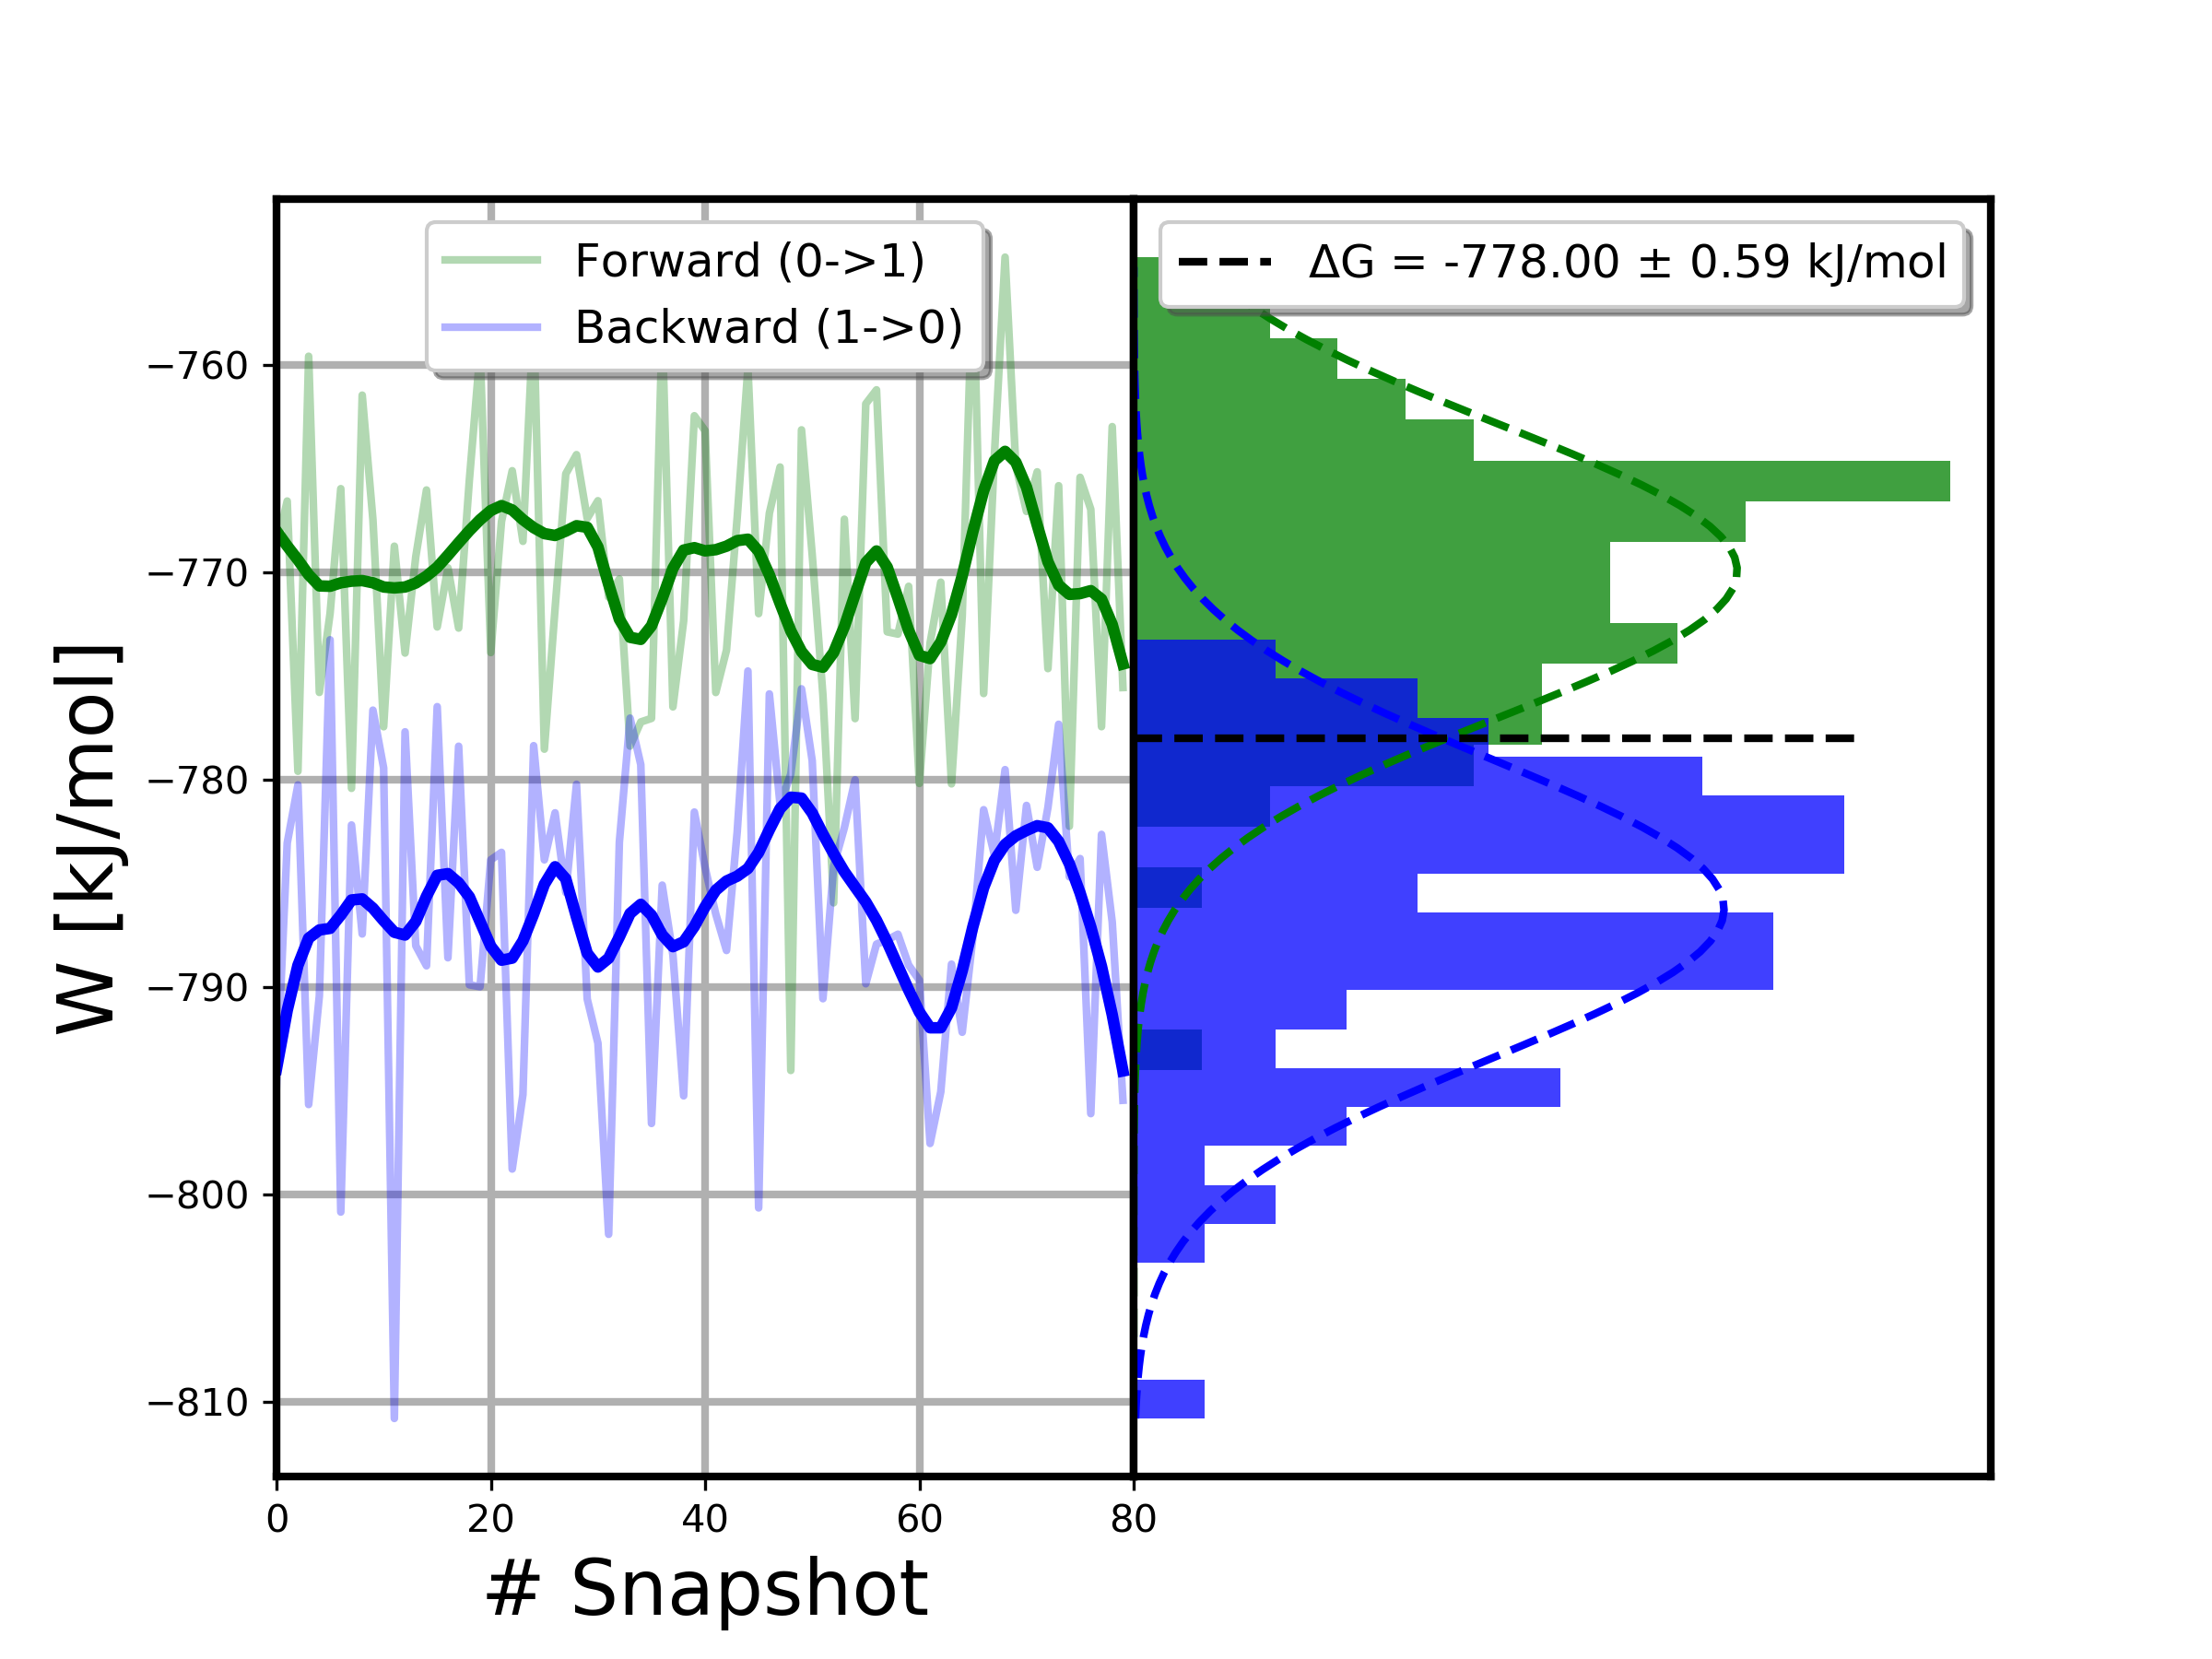 Forward (0->1)
Backward (1->0)
ΔG = -778.00 ± 0.59 kJ/mol
W [kJ/mol]
−760
−770
−780
−790
−800
−810
0 20 40 60 80
# Snapshot